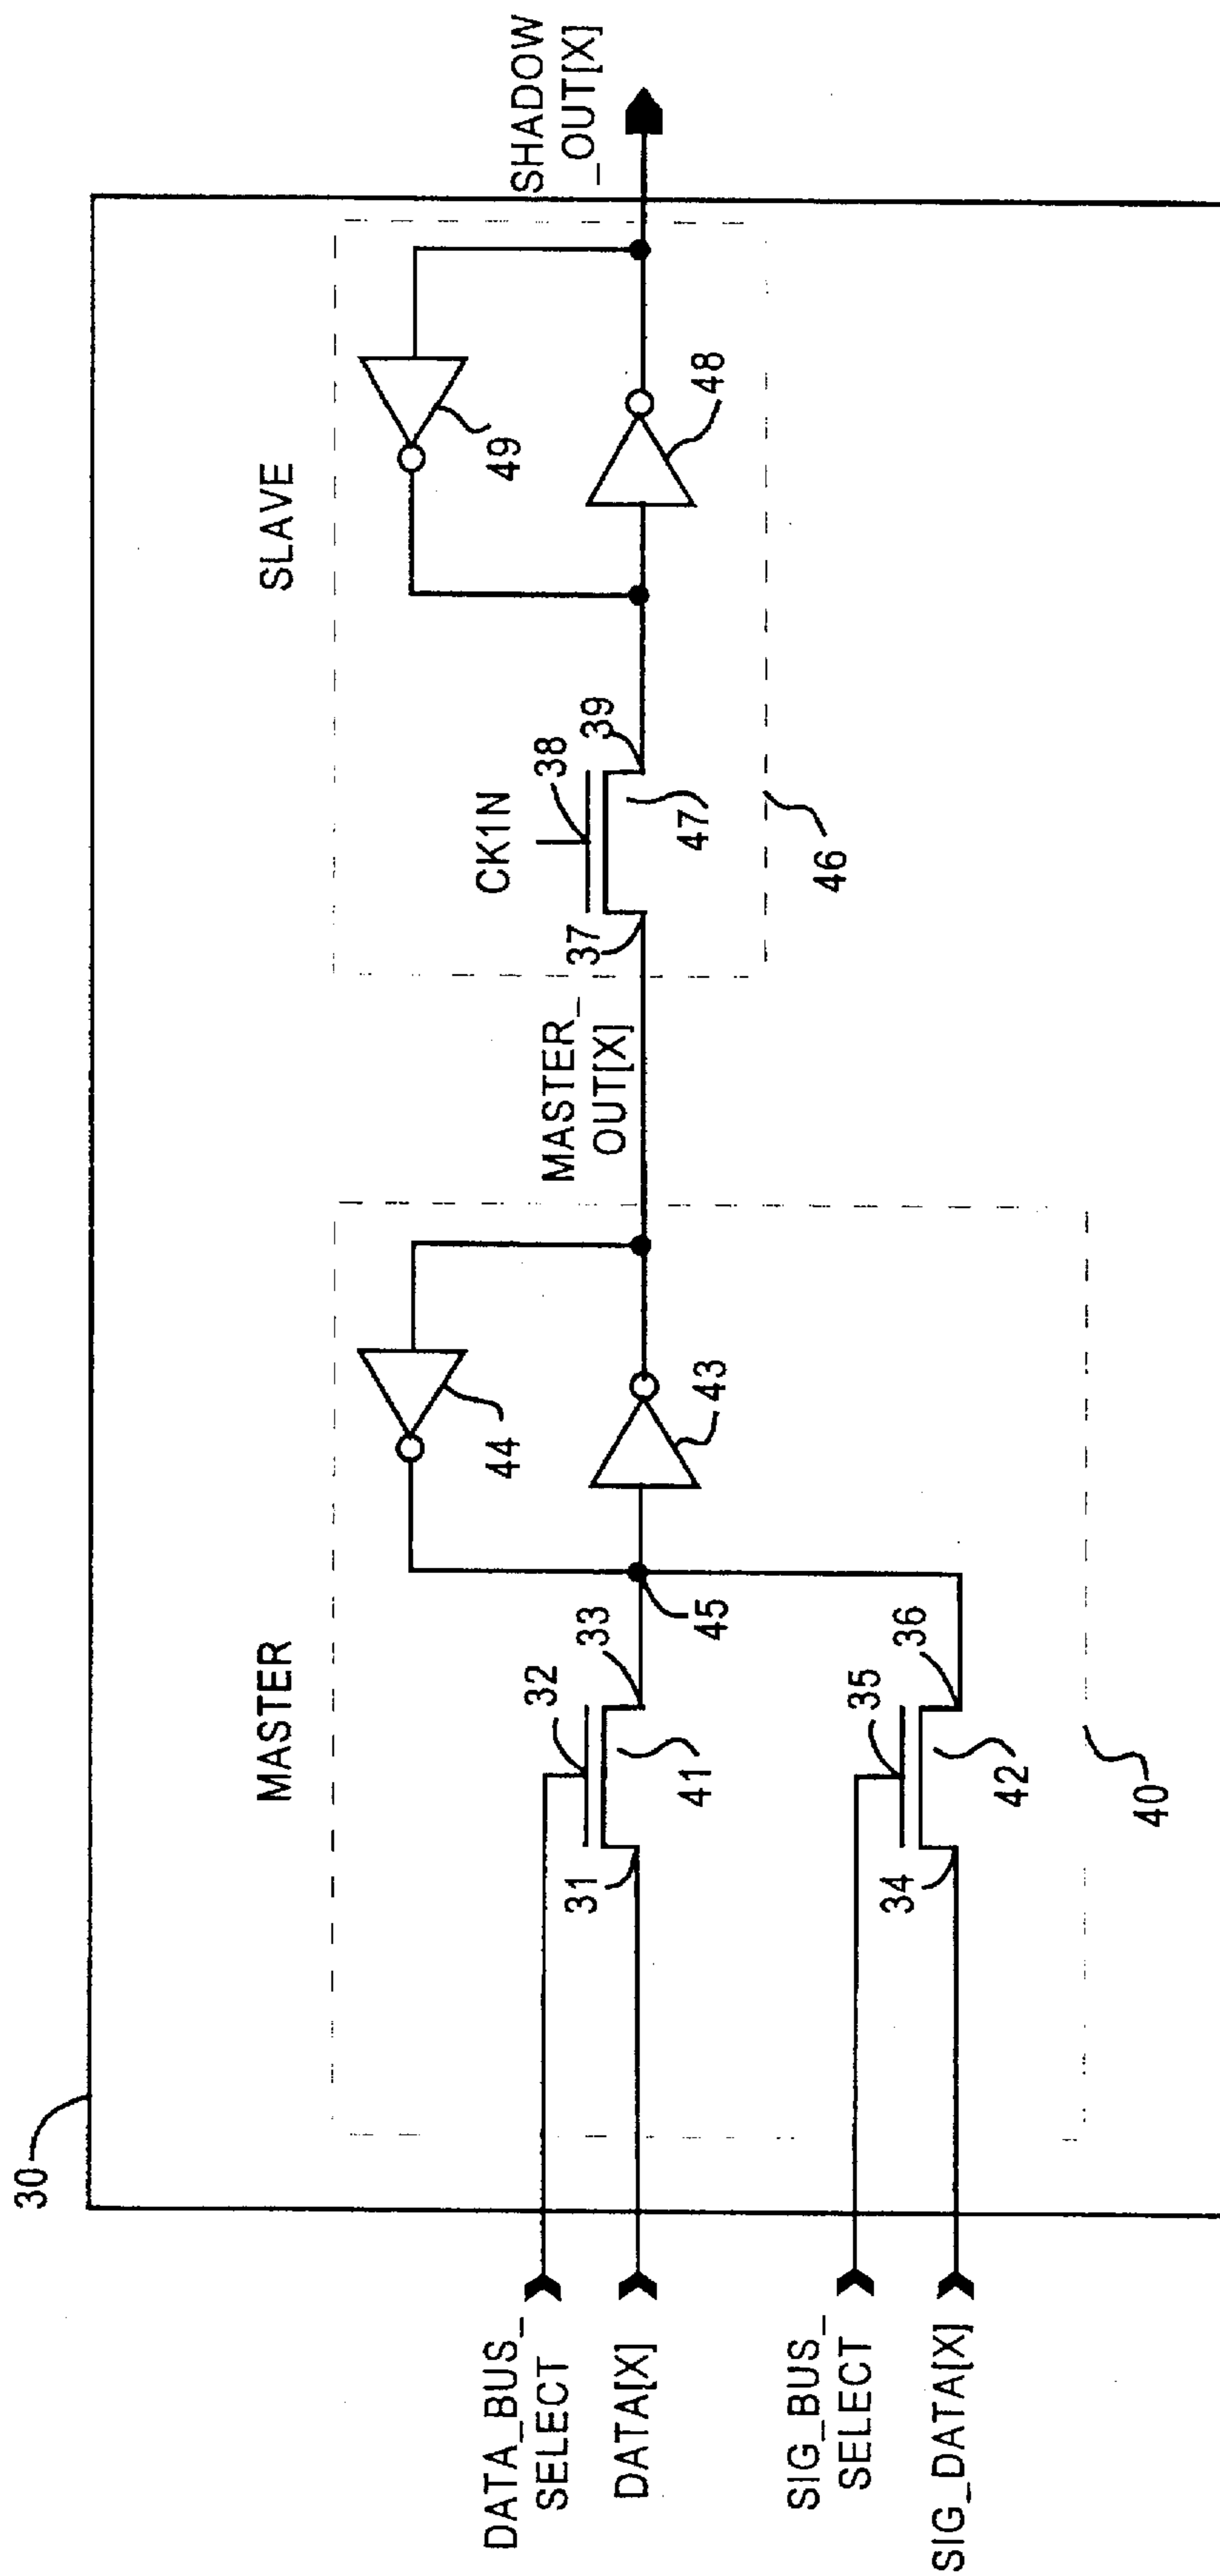 30
MASTER
SLAVE
DATA_BUS_
SELECT
DATA[X]
SIG_BUS_
SELECT
SIG_DATA[X]
31
32
33
41
34
35
36
42
45
44
43
40
MASTER_
OUT[X]
CK1N
37
38
39
47
46
49
48
SHADOW
_OUT[X]